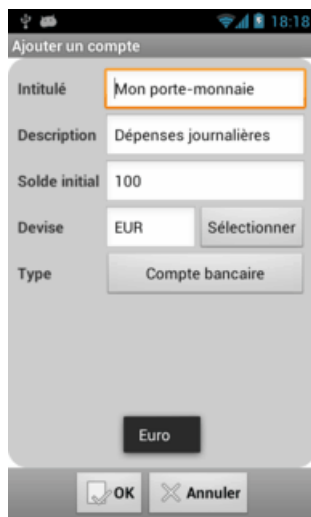 18:18
Ajouter un compte
Intitulé Mon porte-monnaie
Description Dépenses journalières
Solde initial 100
Devise EUR Sélectionner
Type Compte bancaire
Euro
OK Annuler